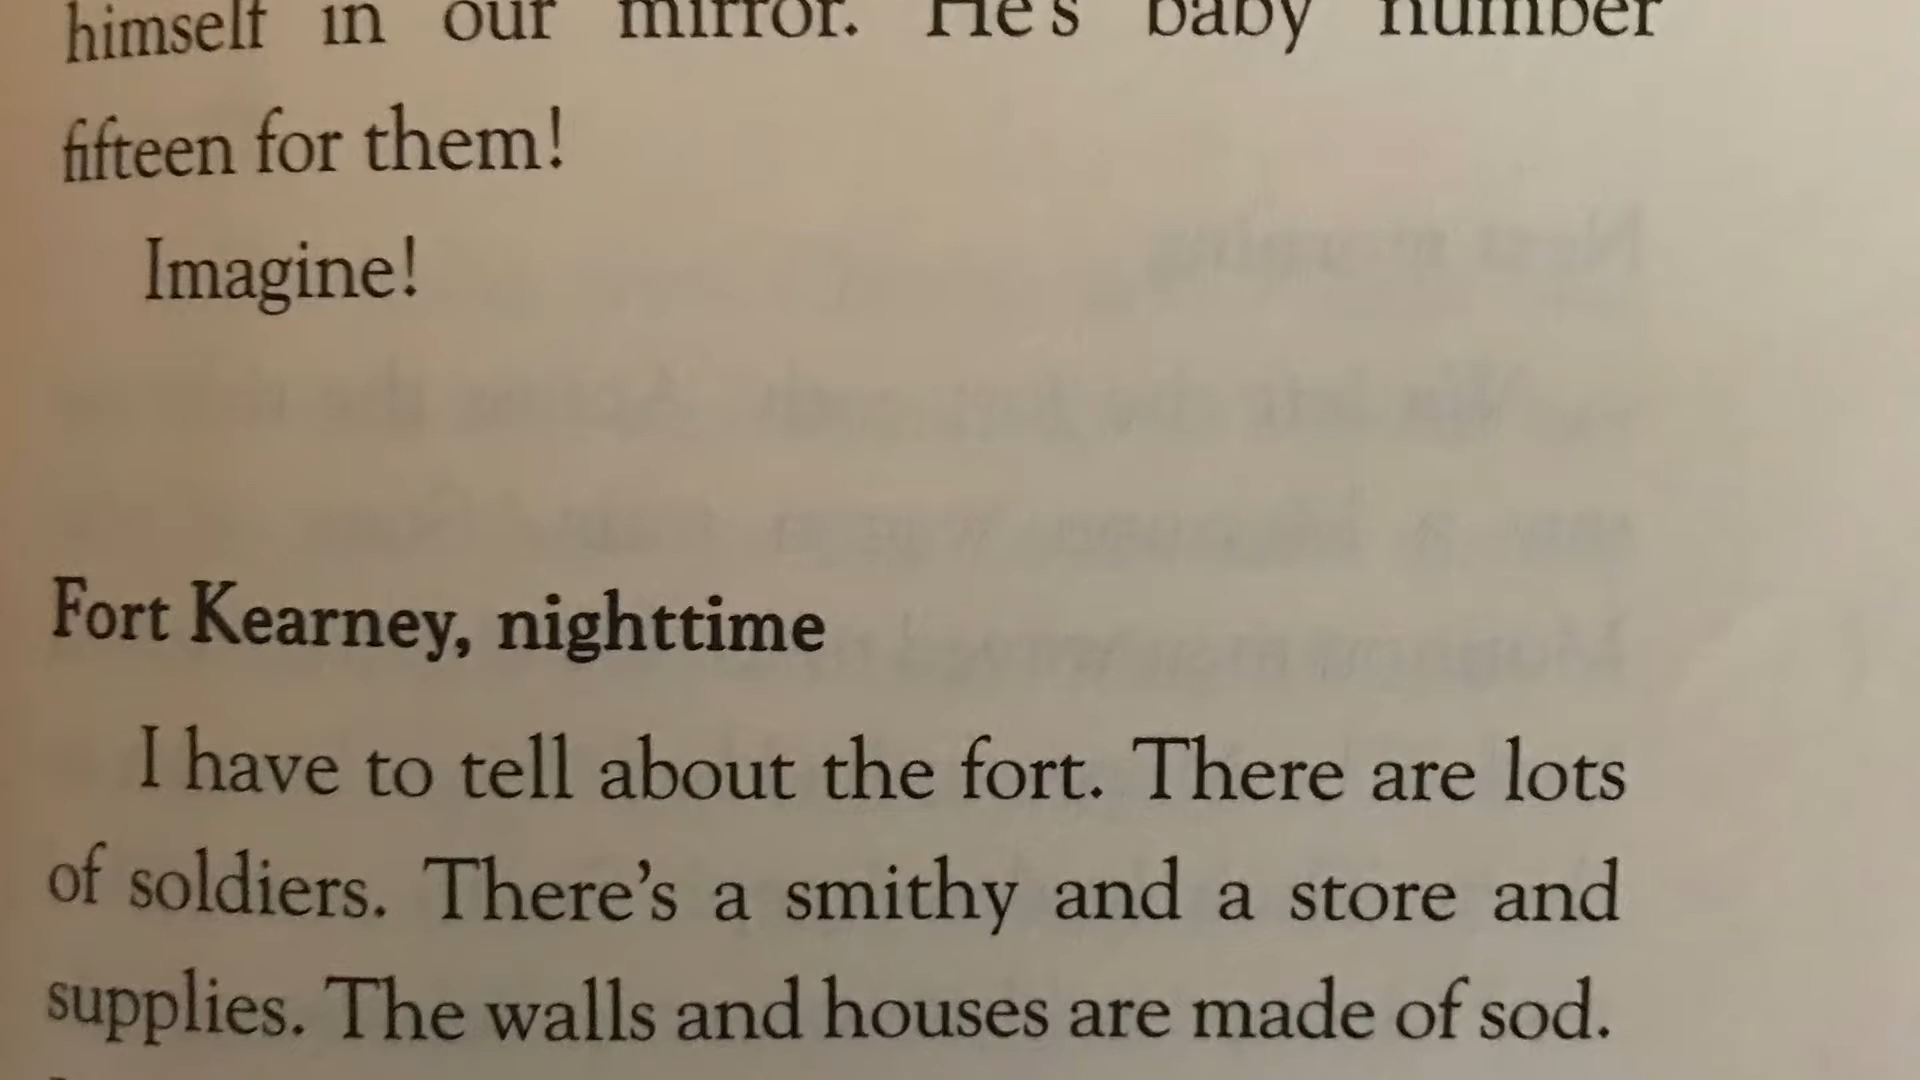 himself in our mirror. He's baby number
fifteen for them!
Imagine!
Fort Kearney, nighttime
I have to tell about the fort. There are lots
of soldiers. There's a smithy and a store and
supplies. The walls and houses are made of sod.